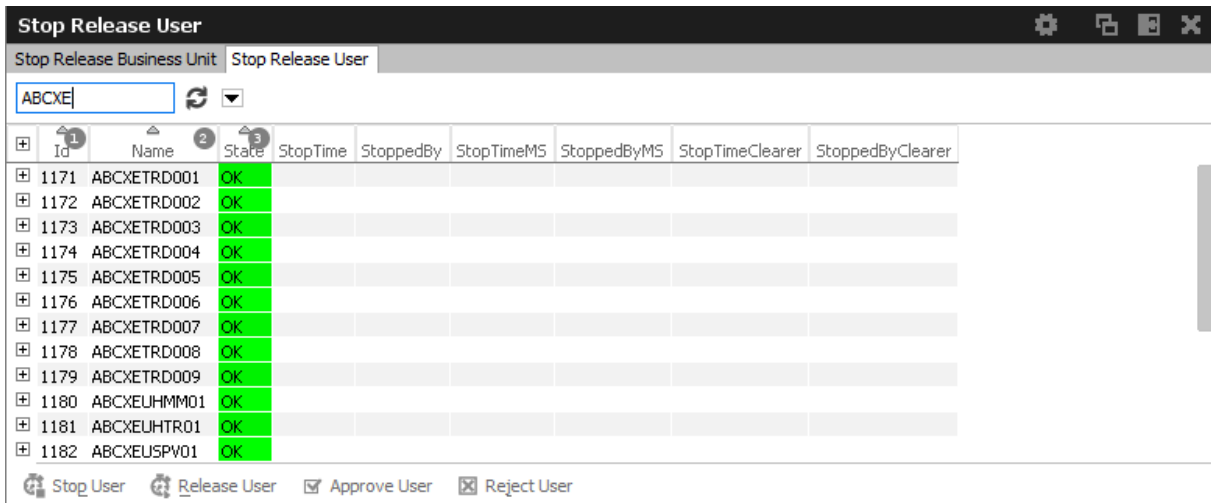 Stop Release User
Stop Release Business Unit Stop Release User
ABCXE
Id 1 Name 2 State 3 StopTime StoppedBy StopTimeMS StoppedByMS StopTimeClearer StoppedByClearer
1171 ABCXETRD001 OK
1172 ABCXETRD002 OK
1173 ABCXETRD003 OK
1174 ABCXETRD004 OK
1175 ABCXETRD005 OK
1176 ABCXETRD006 OK
1177 ABCXETRD007 OK
1178 ABCXETRD008 OK
1179 ABCXETRD009 OK
1180 ABCXEUHMM01 OK
1181 ABCXEUHTR01 OK
1182 ABCXEUSPV01 OK
Stop User Release User Approve User Reject User